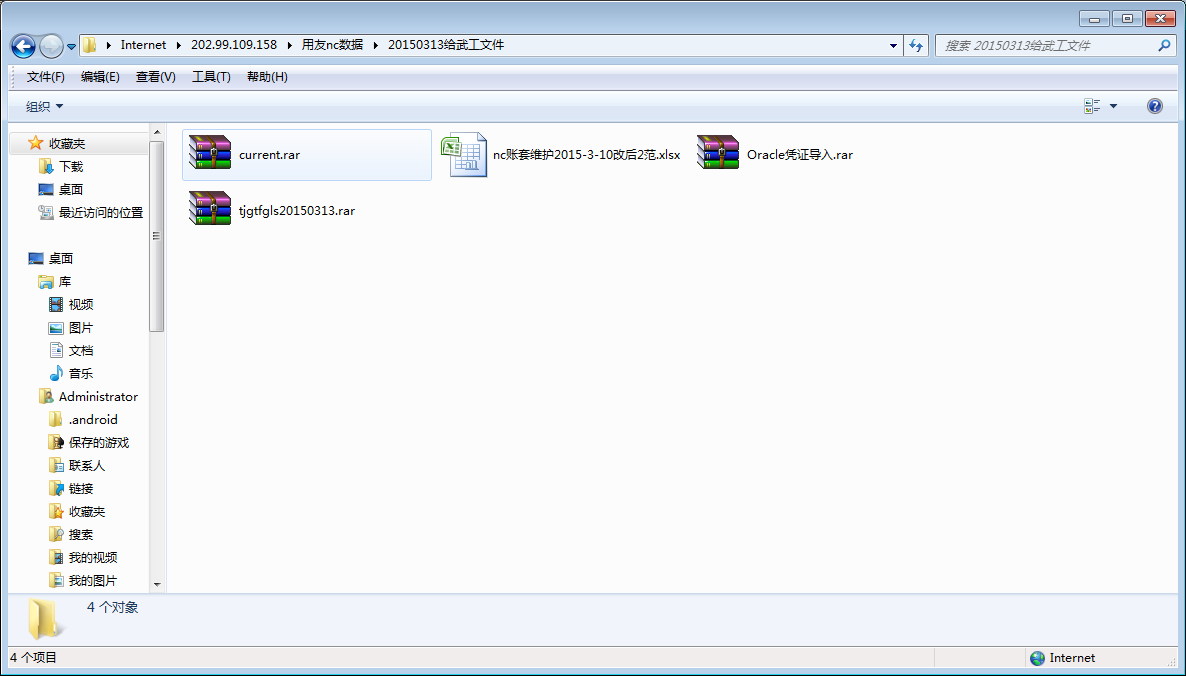 Internet 202.99.109.158 用友nc数据 20150313给武工文件
搜索 20150313给武工文件
文件(F) 编辑(E) 查看(V) 工具(T) 帮助(H)
组织
收藏夹
下载
桌面
最近访问的位置
桌面
库
视频
图片
文档
音乐
Administrator
.android
保存的游戏
联系人
链接
收藏夹
搜索
我的视频
我的图片
current.rar
nc账套维护2015-3-10改后2范.xlsx
Oracle凭证导入.rar
tjgtfgls20150313.rar
4 个对象
4 个项目
Internet